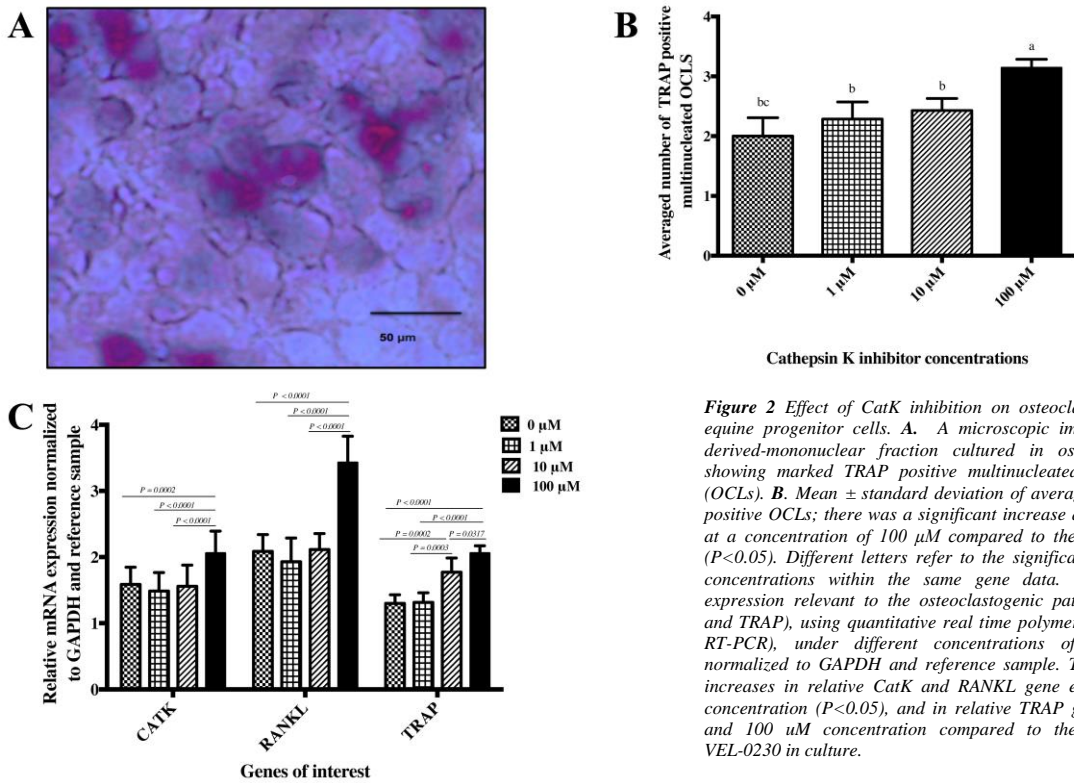 A
50 µm
B
Averaged number of TRAP positive
multinucleated OCLS
4
3
2
1
0
bc
b
b
a
0 µM
1 µM
10 µM
100 µM
Cathepsin K inhibitor concentrations
C
Relative mRNA expression normalized
to GAPDH and reference sample
4
3
2
1
0
P <0.0001
P <0.0001
P <0.0001
P =0.0002
P <0.0001
P <0.0001
P <0.0001
P <0.0001
P =0.0002
P =0.0317
P =0.0003
0 µM
1 µM
10 µM
100 µM
CATK
RANKL
TRAP
Genes of interest
Figure 2 Effect of CatK inhibition on osteocla
equine progenitor cells. A. A microscopic im
derived-mononuclear fraction cultured in os
showing marked TRAP positive multinucleated
(OCLs). B. Mean ± standard deviation of averag
positive OCLs; there was a significant increase
at a concentration of 100 µM compared to the
(P<0.05). Different letters refer to the significa
concentrations within the same gene data.
expression relevant to the osteoclastogenic pat
and TRAP), using quantitative real time polymer
RT-PCR), under different concentrations of
normalized to GAPDH and reference sample. T
increases in relative CatK and RANKL gene e
concentration (P<0.05), and in relative TRAP g
and 100 uM concentration compared to the
VEL-0230 in culture.